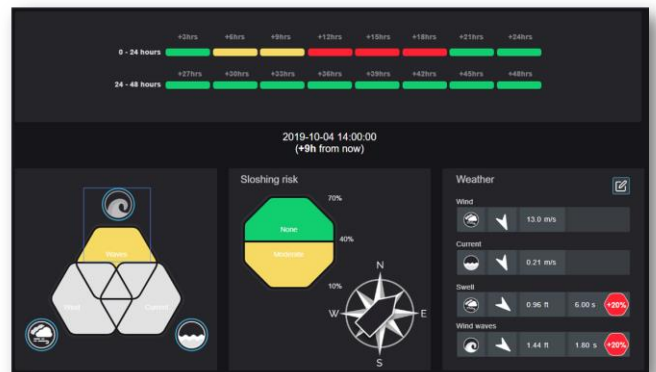 +3hrs +6hrs +9hrs +12hrs +15hrs +18hrs +21hrs +24hrs
0 - 24 hours
+27hrs +30hrs +33hrs +36hrs +39hrs +42hrs +45hrs +48hrs
24 - 48 hours
2019-10-04 14:00:00
(+9h from now)
Waves
Wind
Current
Sloshing risk
70%
None
40%
Moderate
10%
N
W
E
S
Weather
Wind
13.0 m/s
Current
0.21 m/s
Swell
0.96 ft 6.00 s +20%
Wind waves
1.44 ft 1.80 s +20%